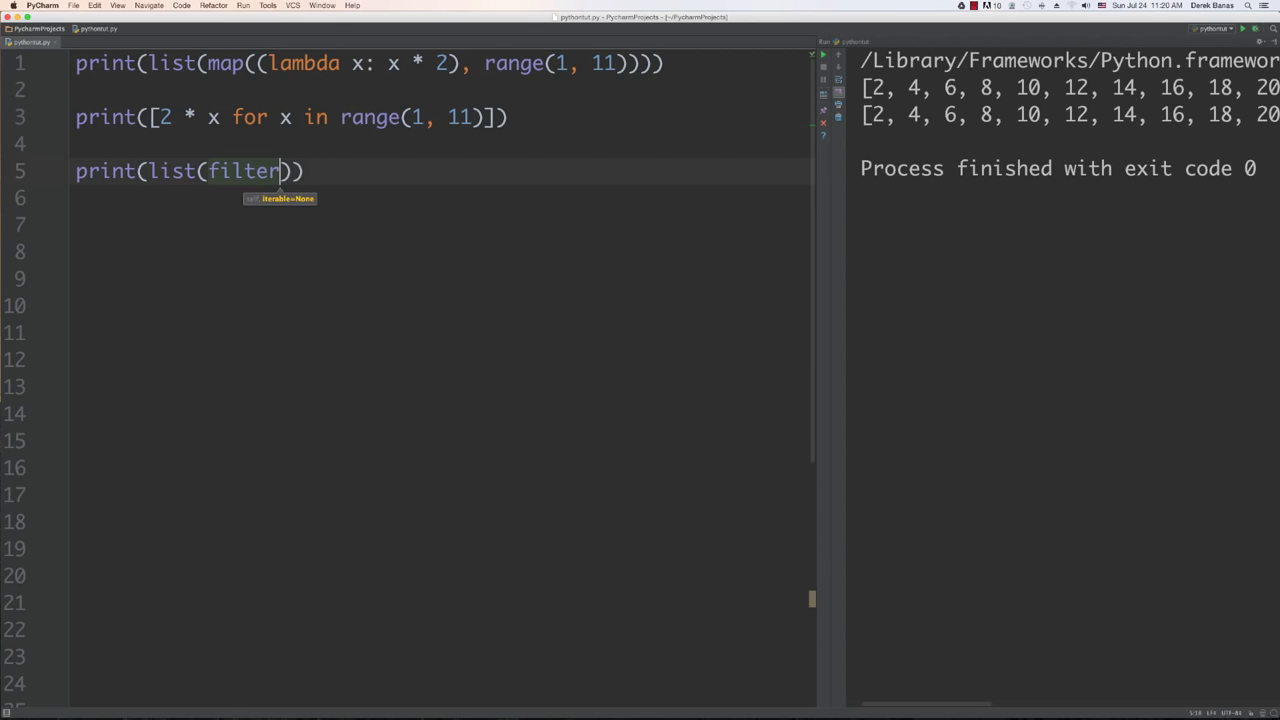 PyCharm File Edit View Navigate Code Refactor Run Tools VCS Window Help
10
Sun Jul 24 11:20 AM Derek Banas
pythontut.py - PycharmProjects - [~/PycharmProjects]
PycharmProjects pythontut.py
pythontut
pythontut.py
Run: pythontut
1 print(list(map((lambda x: x * 2), range(1, 11))))
2
3 print([2 * x for x in range(1, 11)])
4
5 print(list(filter))
self, iterable=None
6
7
8
9
10
11
12
13
14
15
16
17
18
19
20
21
22
23
24
25
/Library/Frameworks/Python.framewor
[2, 4, 6, 8, 10, 12, 14, 16, 18, 20
[2, 4, 6, 8, 10, 12, 14, 16, 18, 20
Process finished with exit code 0
UTF-8